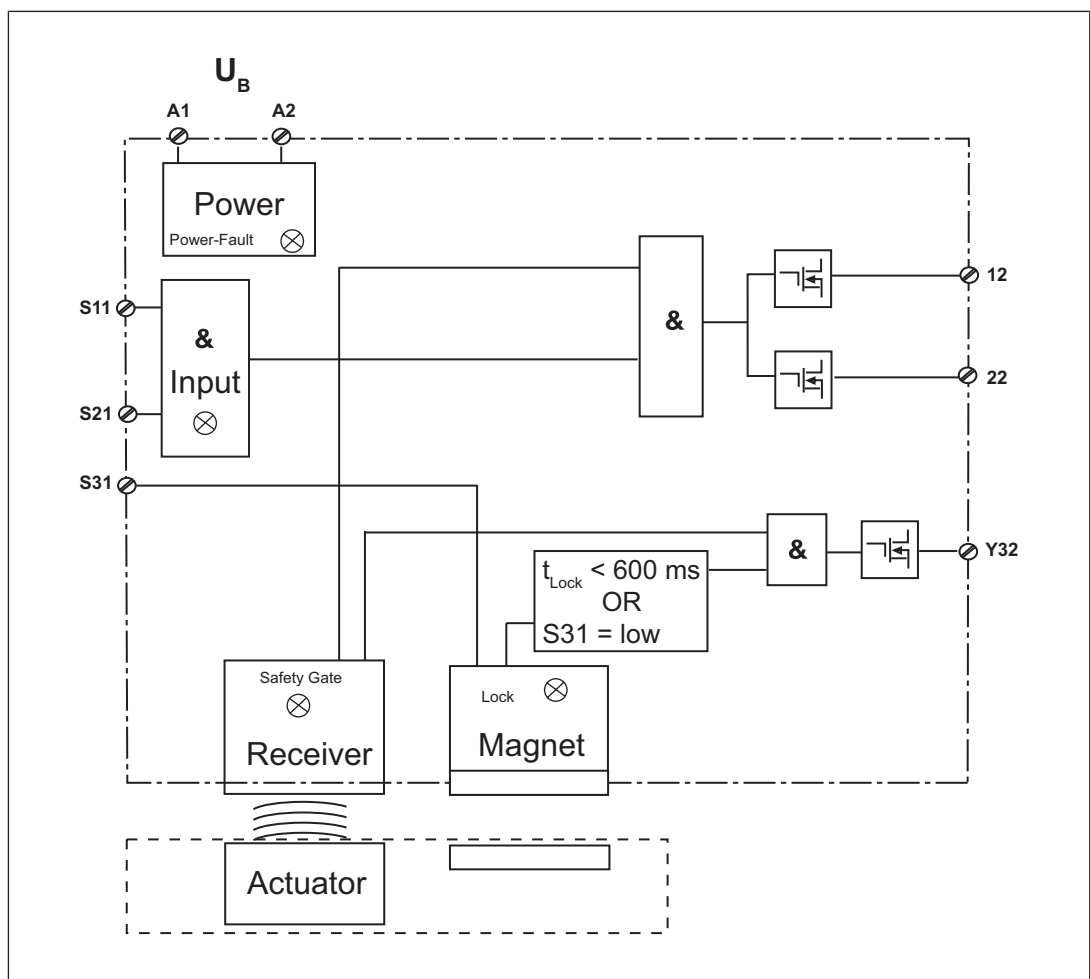 U_B
A1
A2
Power
Power-Fault
12
S11
&
&
Input
22
S21
S31
Y32
&
t_Lock < 600 ms
OR
S31 = low
Safety Gate
Lock
Receiver
Magnet
Actuator